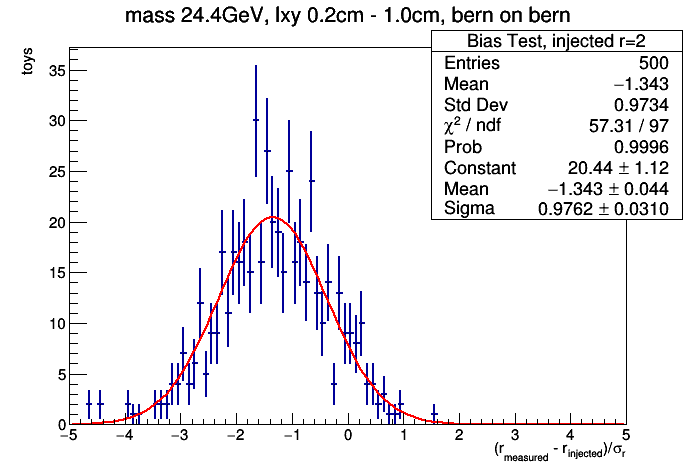 mass 24.4GeV, lxy 0.2cm - 1.0cm, bern on bern
Bias Test, injected r=2
Entries 500
Mean −1.343
Std Dev 0.9734
χ² / ndf 57.31 / 97
Prob 0.9996
Constant 20.44 ± 1.12
Mean −1.343 ± 0.044
Sigma 0.9762 ± 0.0310
toys
35
30
25
20
15
10
5
0
−5 −4 −3 −2 −1 0 1 2 3 4 5
(r_measured - r_injected)/σ_r